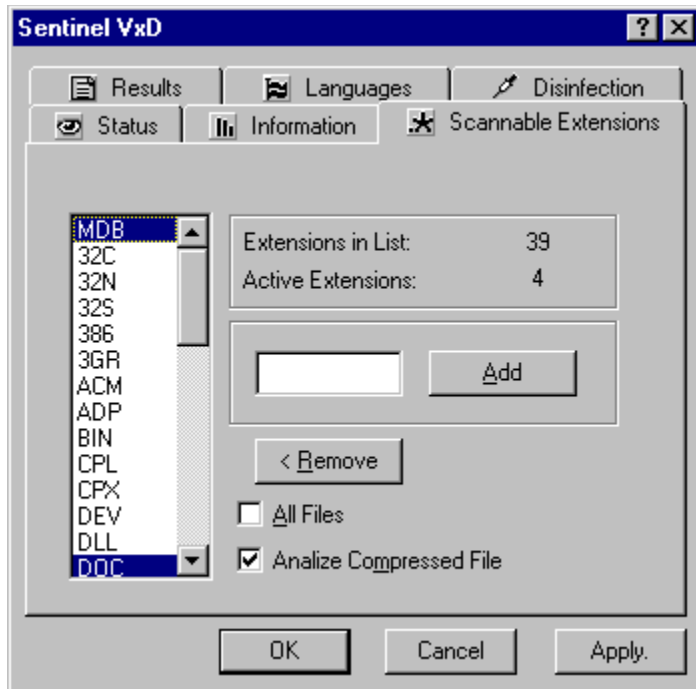 Sentinel VxD
Results
Languages
Disinfection
Status
Information
Scannable Extensions
MDB
32C
32N
32S
386
3GR
ACM
ADP
BIN
CPL
CPX
DEV
DLL
DOC
Extensions in List: 39
Active Extensions: 4
Add
< Remove
All Files
Analize Compressed File
OK
Cancel
Apply.